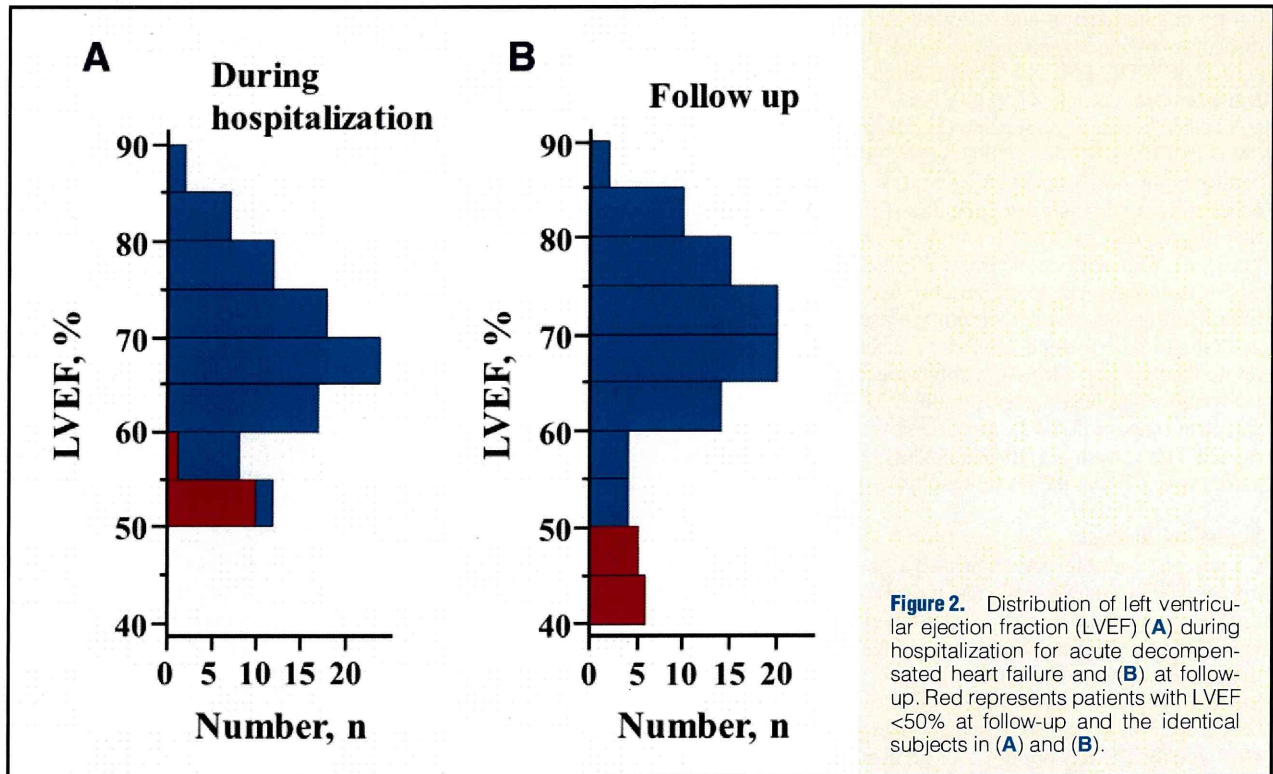 A
During
hospitalization
90
80
70
60
50
40
LVEF, %
0 5 10 15 20
Number, n
B
Follow up
90
80
70
60
50
40
LVEF, %
0 5 10 15 20
Number, n
Figure 2. Distribution of left ventricu-
lar ejection fraction (LVEF) (A) during
hospitalization for acute decompen-
sated heart failure and (B) at follow-
up. Red represents patients with LVEF
<50% at follow-up and the identical
subjects in (A) and (B).